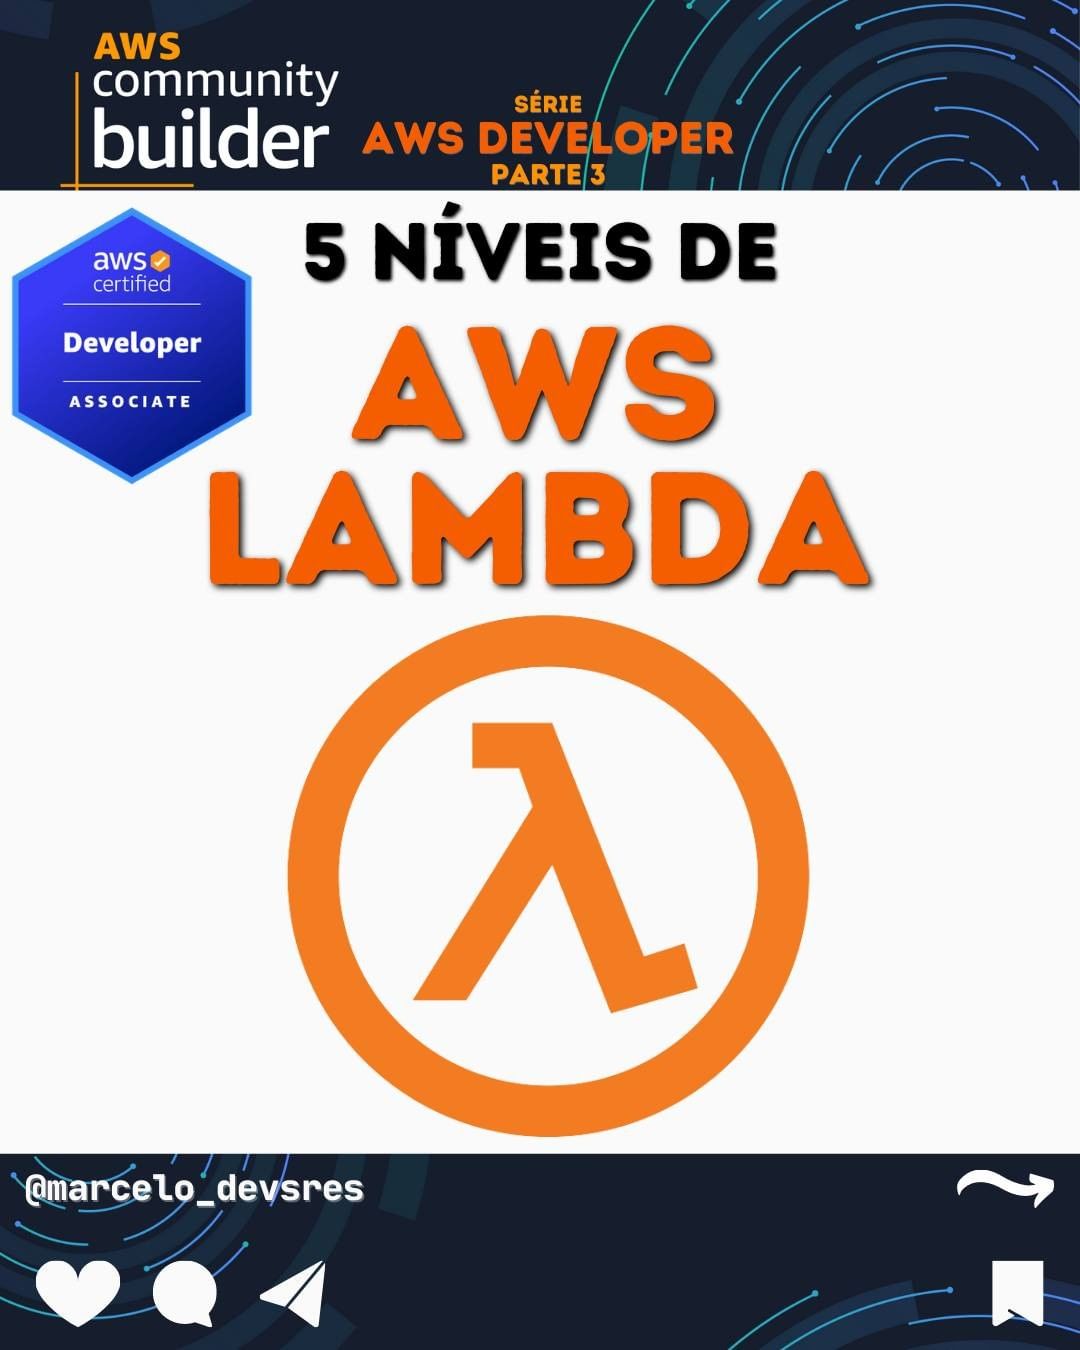 AWS
community
builder
SÉRIE
AWS DEVELOPER
PARTE 3
aws
certified
Developer
ASSOCIATE
5 NÍVEIS DE
AWS
LAMBDA
λ
@marcelo_devsres